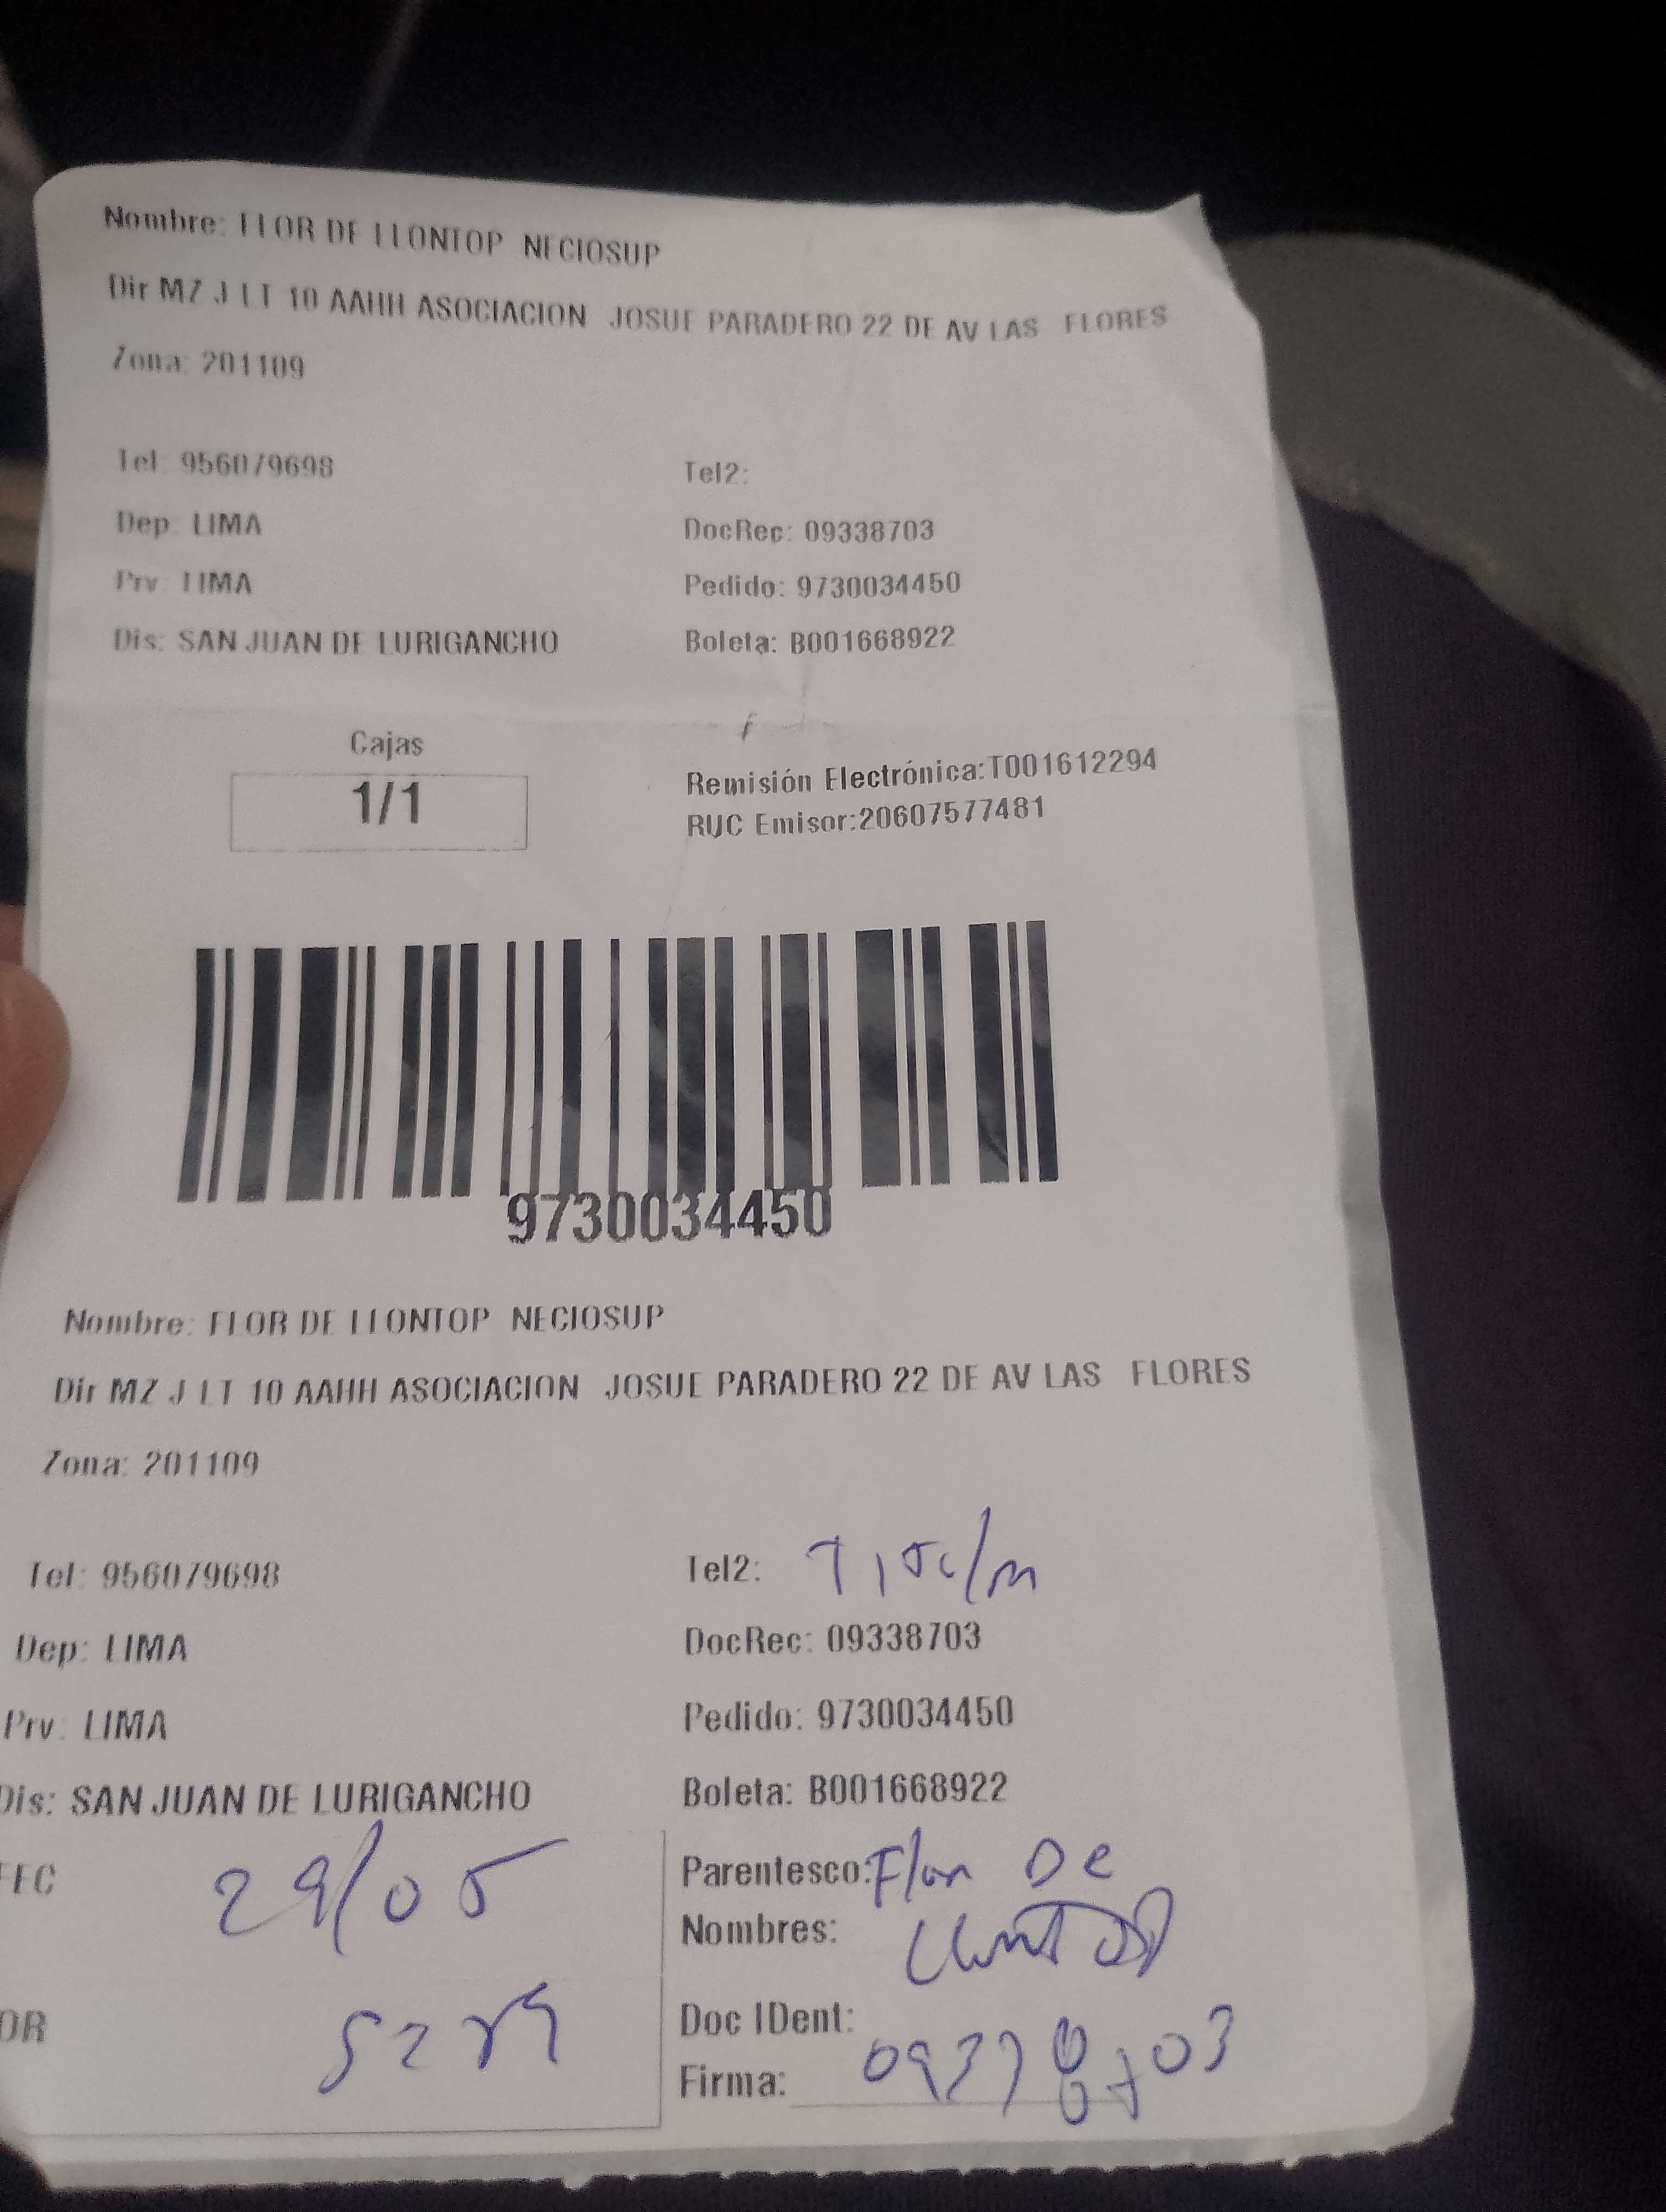 Nombre: FLOR DE LLONTOP NECIOSUP
Dir MZ J LT 10 AAHH ASOCIACION JOSUE PARADERO 22 DE AV LAS FLORES
Zona: 201109
Tel: 956079698 Tel2:
Dep: LIMA DocRec: 09338703
Prv: LIMA Pedido: 9730034450
Dis: SAN JUAN DE LURIGANCHO Boleta: B001668922
Cajas
1/1
Remisión Electrónica:T001612294
RUC Emisor:20607577481
9730034450
Nombre: FLOR DE LLONTOP NECIOSUP
Dir MZ J LT 10 AAHH ASOCIACION JOSUE PARADERO 22 DE AV LAS FLORES
Zona: 201109
Tel: 956079698 Tel2:
Dep: LIMA DocRec: 09338703
Prv: LIMA Pedido: 9730034450
Dis: SAN JUAN DE LURIGANCHO Boleta: B001668922
FEC 29/05 Parentesco: Flor De
Nombres: Llontop
OR Doc IDent:
Firma: